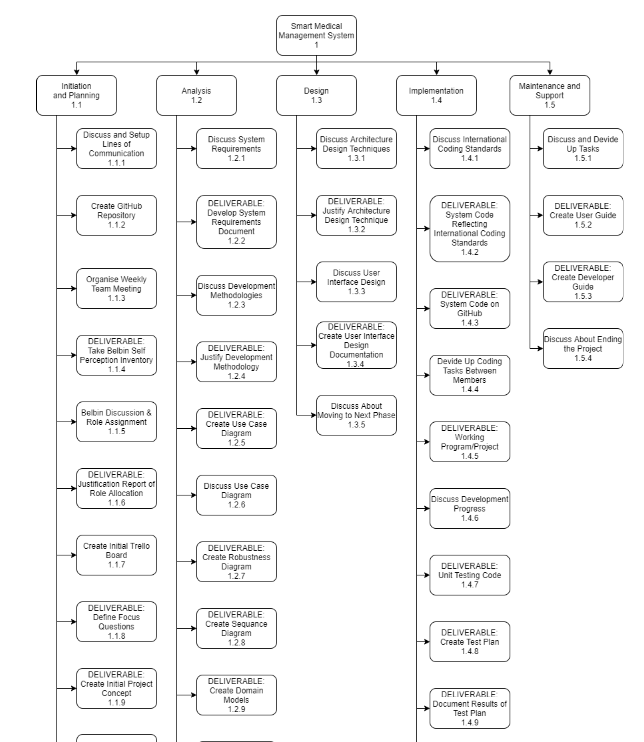 Smart Medical
Management System
1
Initiation
and Planning
1.1
Analysis
1.2
Design
1.3
Implementation
1.4
Maintenance and
Support
1.5
Discuss and Setup
Lines of
Communication
1.1.1
Create GitHub
Repository
1.1.2
Organise Weekly
Team Meeting
1.1.3
DELIVERABLE:
Take Belbin Self
Perception Inventory
1.1.4
Belbin Discussion &
Role Assignment
1.1.5
DELIVERABLE:
Justification Report of
Role Allocation
1.1.6
Create Initial Trello
Board
1.1.7
DELIVERABLE:
Define Focus
Questions
1.1.8
DELIVERABLE:
Create Initial Project
Concept
1.1.9
Discuss System
Requirements
1.2.1
DELIVERABLE:
Develop System
Requirements
Document
1.2.2
Discuss Development
Methodologies
1.2.3
DELIVERABLE:
Justify Development
Methodology
1.2.4
DELIVERABLE:
Create Use Case
Diagram
1.2.5
Discuss Use Case
Diagram
1.2.6
DELIVERABLE:
Create Robustness
Diagram
1.2.7
DELIVERABLE:
Create Sequance
Diagram
1.2.8
DELIVERABLE:
Create Domain
Models
1.2.9
Discuss Architecture
Design Techniques
1.3.1
DELIVERABLE:
Justify Architecture
Design Technique
1.3.2
Discuss User
Interface Design
1.3.3
DELIVERABLE:
Create User Interface
Design
Documentation
1.3.4
Discuss About
Moving to Next Phase
1.3.5
Discuss International
Coding Standards
1.4.1
DELIVERABLE:
System Code
Reflecting
International Coding
Standards
1.4.2
DELIVERABLE:
System Code on
GitHub
1.4.3
Devide Up Coding
Tasks Between
Members
1.4.4
DELIVERABLE:
Working
Program/Project
1.4.5
Discuss Development
Progress
1.4.6
DELIVERABLE:
Unit Testing Code
1.4.7
DELIVERABLE:
Create Test Plan
1.4.8
DELIVERABLE:
Document Results of
Test Plan
1.4.9
Discuss and Devide
Up Tasks
1.5.1
DELIVERABLE:
Create User Guide
1.5.2
DELIVERABLE:
Create Developer
Guide
1.5.3
Discuss About Ending
the Project
1.5.4